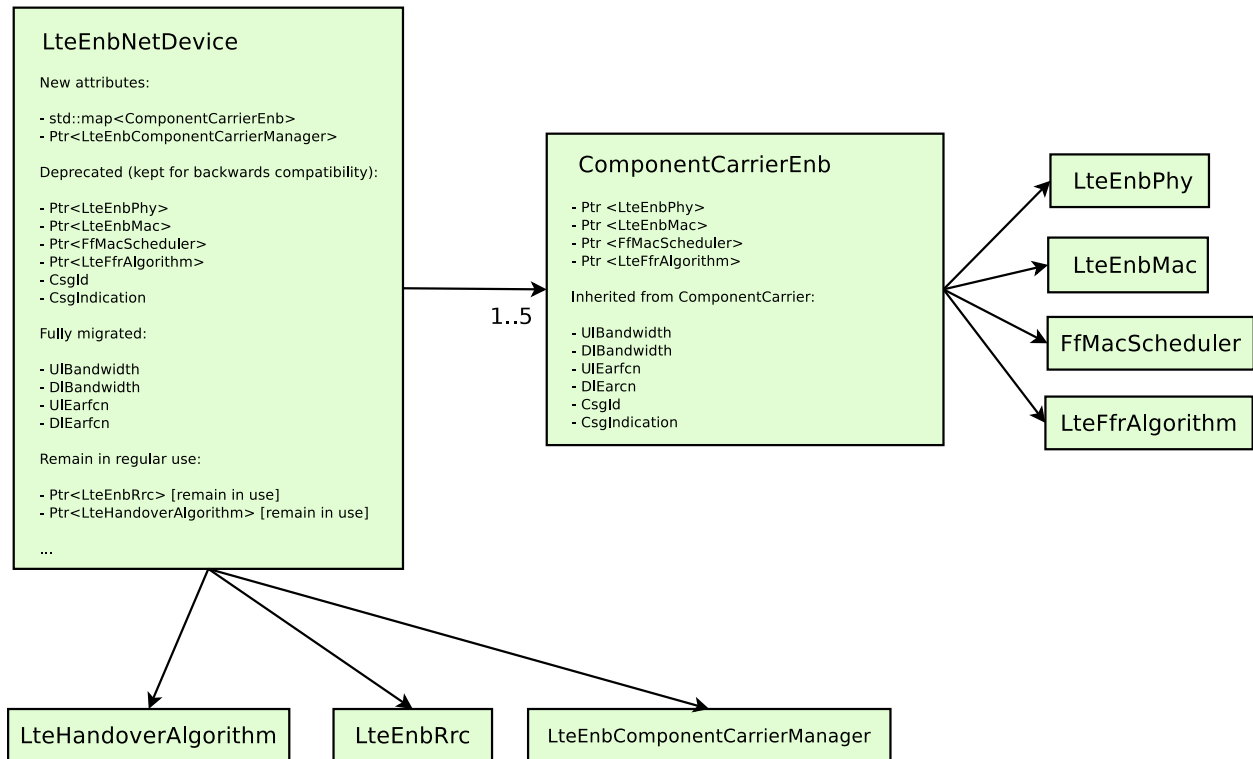 LteEnbNetDevice
New attributes:
- std::map<ComponentCarrierEnb>
- Ptr<LteEnbComponentCarrierManager>
Deprecated (kept for backwards compatibility):
- Ptr<LteEnbPhy>
- Ptr<LteEnbMac>
- Ptr<FfMacScheduler>
- Ptr<LteFfrAlgorithm>
- CsgId
- CsgIndication
Fully migrated:
- UlBandwidth
- DlBandwidth
- UlEarfcn
- DlEarfcn
Remain in regular use:
- Ptr<LteEnbRrc> [remain in use]
- Ptr<LteHandoverAlgorithm> [remain in use]
...
1..5
ComponentCarrierEnb
- Ptr <LteEnbPhy>
- Ptr <LteEnbMac>
- Ptr <FfMacScheduler>
- Ptr <LteFfrAlgorithm>
Inherited from ComponentCarrier:
- UlBandwidth
- DlBandwidth
- UlEarfcn
- DlEarcn
- CsgId
- CsgIndication
LteEnbPhy
LteEnbMac
FfMacScheduler
LteFfrAlgorithm
LteHandoverAlgorithm
LteEnbRrc
LteEnbComponentCarrierManager